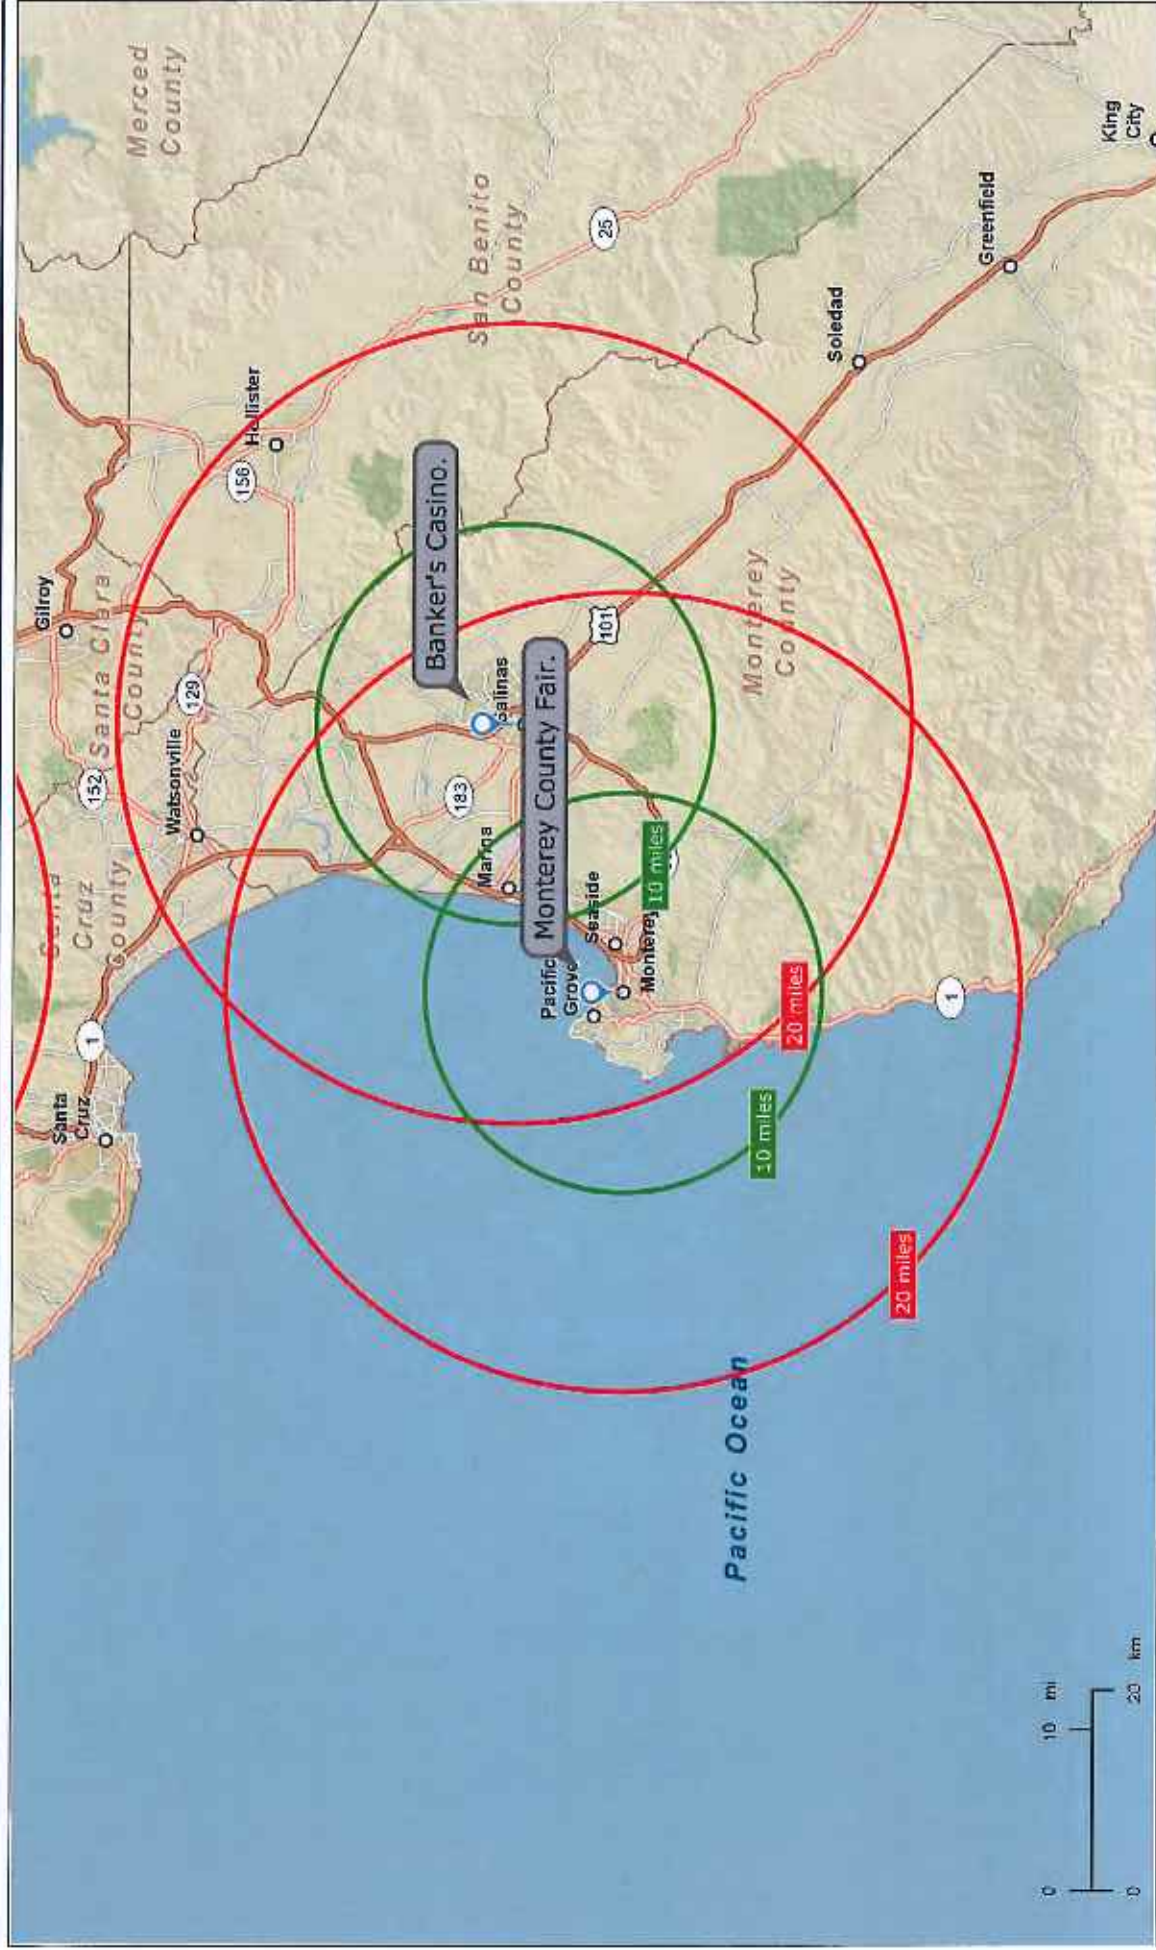 Merced
County
Gilroy
Santa Clara
County
152
129
Watsonville
156
Hollister
San Benito
County
25
Cruz
County
1
Santa
Cruz
Banker's Casino.
Salinas
183
Marina
Monterey County Fair.
101
Pacific
Grove
Seaside
Monterey
10 miles
20 miles
10 miles
20 miles
Monterey
County
Soledad
Greenfield
King
City
1
Pacific Ocean
0
10
mi
0
20
km